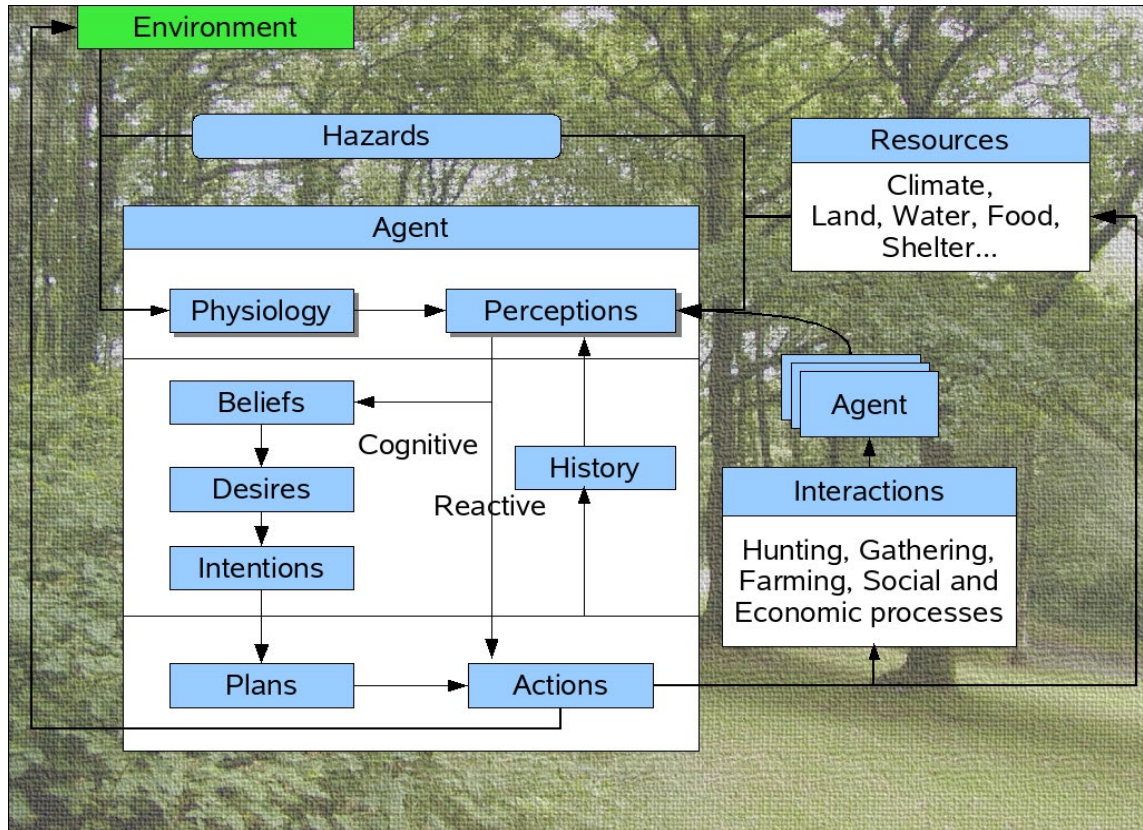 Environment
Hazards
Resources
Climate,
Land, Water, Food,
Shelter...
Agent
Physiology
Perceptions
Beliefs
Cognitive
Desires
History
Reactive
Intentions
Plans
Actions
Agent
Interactions
Hunting, Gathering,
Farming, Social and
Economic processes